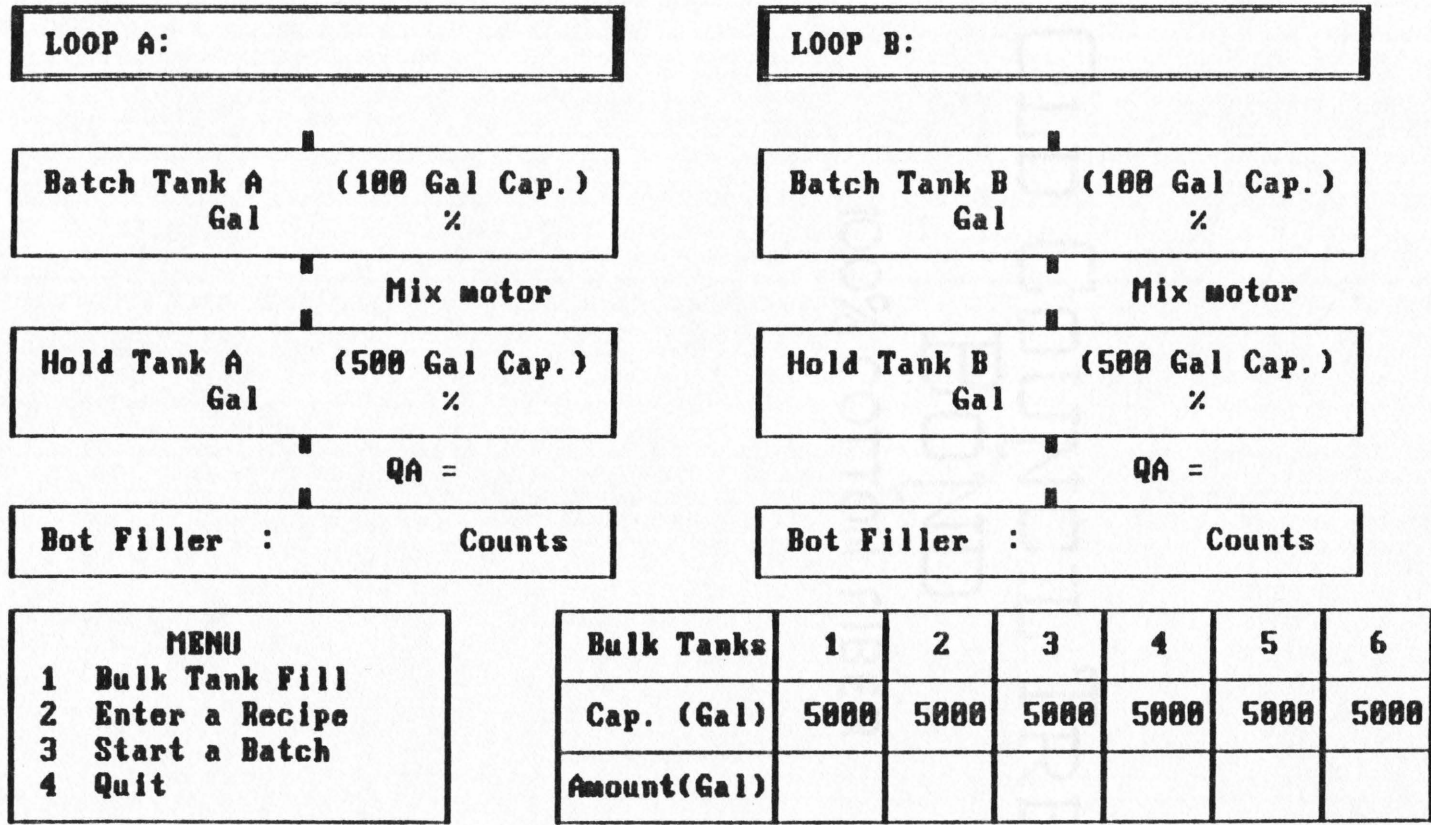 LOOP A:
LOOP B:
Batch Tank A (100 Gal Cap.)
Gal %
Batch Tank B (100 Gal Cap.)
Gal %
Mix motor
Mix motor
Hold Tank A (500 Gal Cap.)
Gal %
Hold Tank B (500 Gal Cap.)
Gal %
QA =
QA =
Bot Filler : Counts
Bot Filler : Counts
MENU
1 Bulk Tank Fill
2 Enter a Recipe
3 Start a Batch
4 Quit
Bulk Tanks 1 2 3 4 5 6
Cap. (Gal) 5000 5000 5000 5000 5000 5000
Amount(Gal)